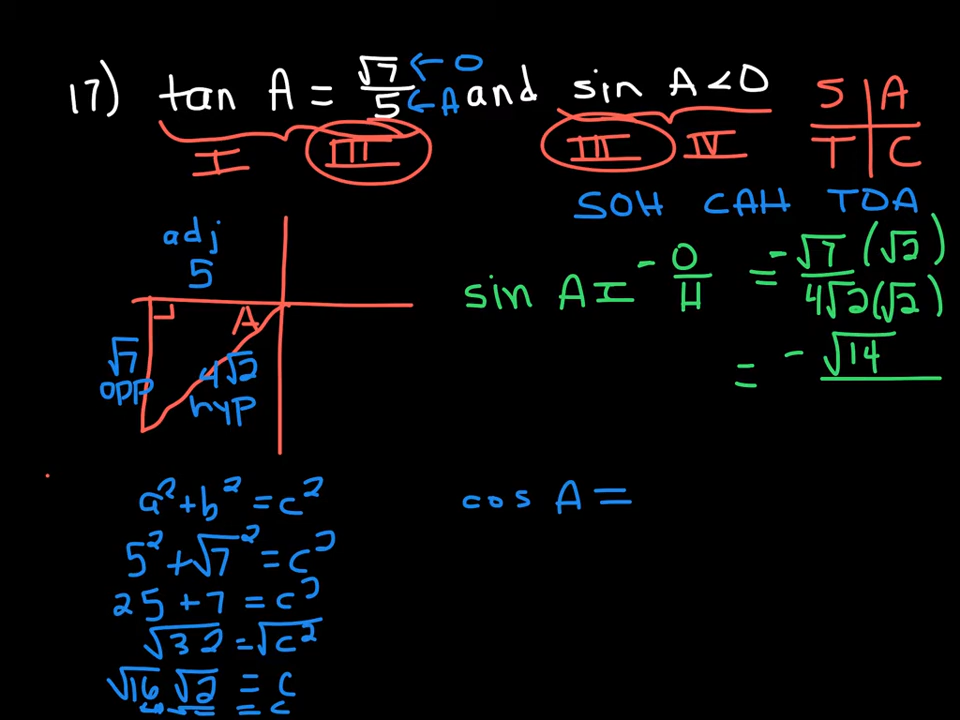 17) tan A = √7/5 ← O ← A and sin A < 0
S A
T C
I III III IV
SOH CAH TOA
adj
5
A
√7
opp
4√2
hyp
sin A = -O/H = -√7 (√2) / 4√2 (√2)
= -√14
a² + b² = c²
5² + √7² = c²
25 + 7 = c²
√32 = √c²
√16 √2 = c
= c
cos A =